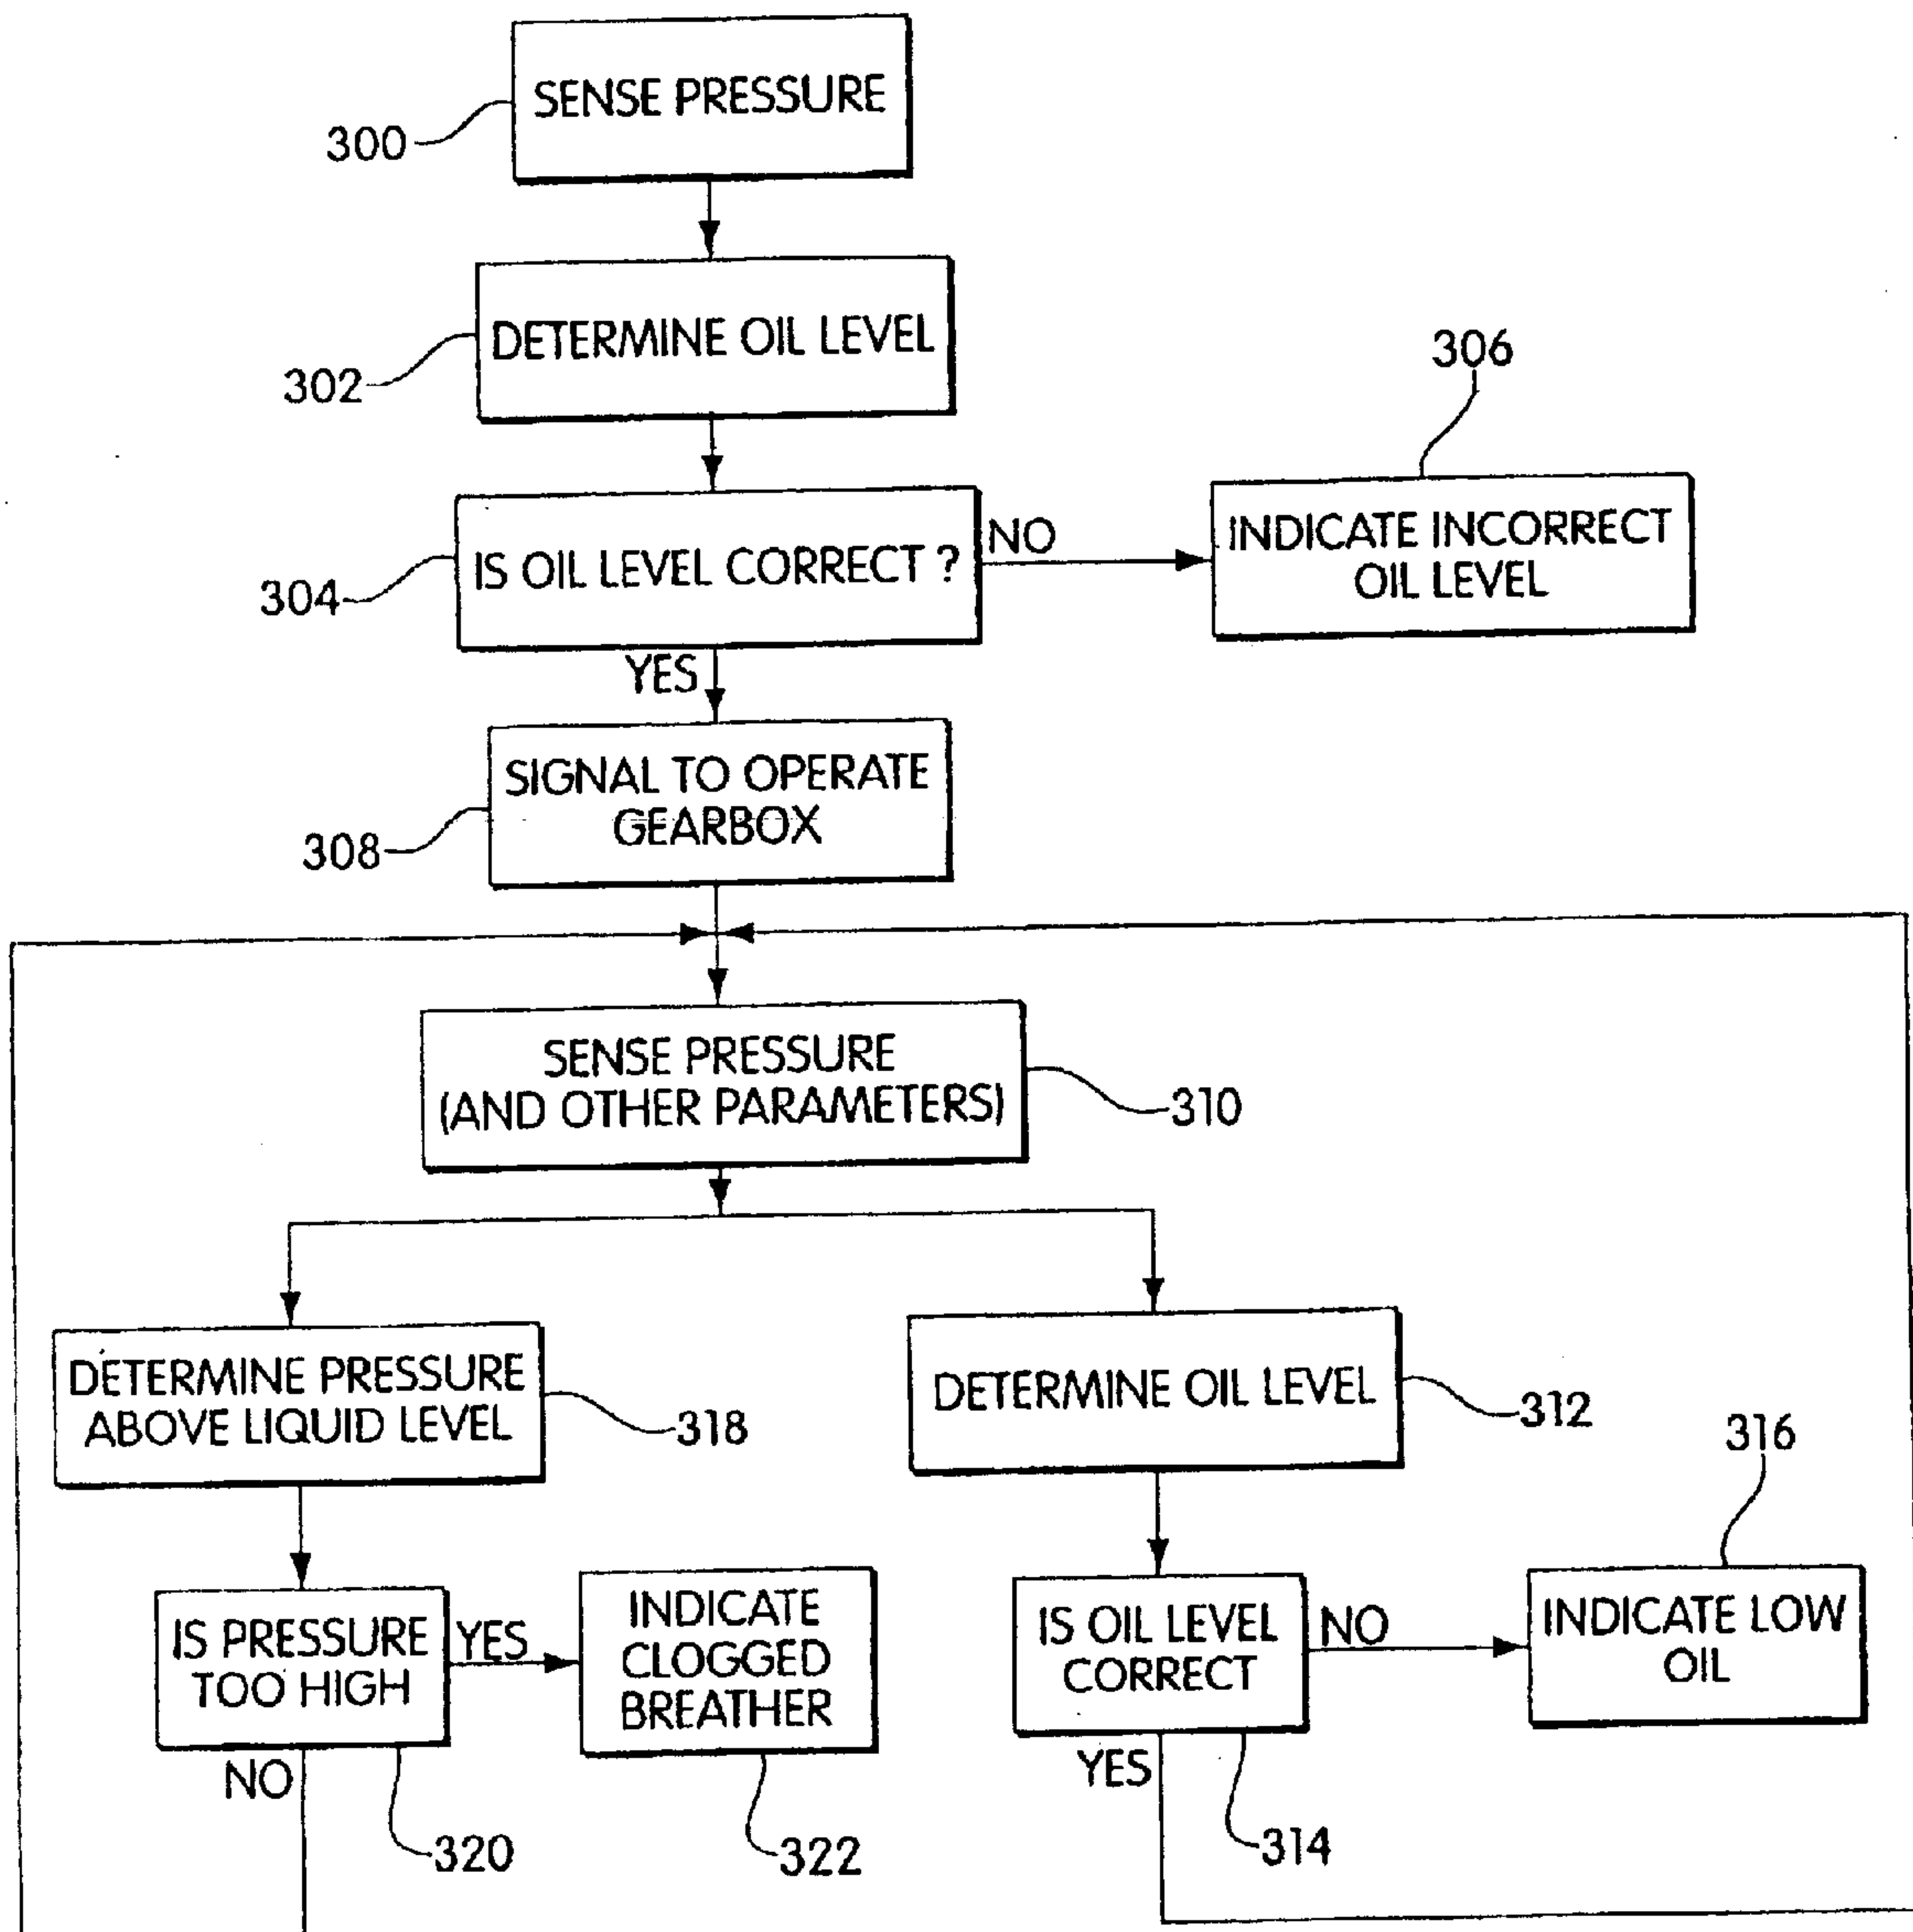 SENSE PRESSURE
300
DETERMINE OIL LEVEL
302
306
IS OIL LEVEL CORRECT ?
NO
INDICATE INCORRECT
OIL LEVEL
304
YES
SIGNAL TO OPERATE
GEARBOX
308
SENSE PRESSURE
(AND OTHER PARAMETERS)
310
DETERMINE PRESSURE
ABOVE LIQUID LEVEL
318
DETERMINE OIL LEVEL
312
316
IS PRESSURE
TOO HIGH
YES
INDICATE
CLOGGED
BREATHER
IS OIL LEVEL
CORRECT
NO
INDICATE LOW
OIL
NO
YES
320
322
314